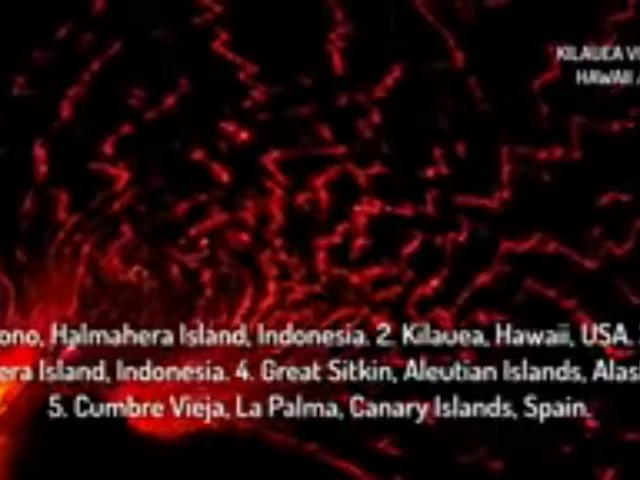 KILAUEA
HAWAII
ono, Halmahera Island, Indonesia. 2. Kilauea, Hawaii, USA.
era Island, Indonesia. 4. Great Sitkin, Aleutian Islands,
5. Cumbre Vieja, La Palma, Canary Islands, Spain.